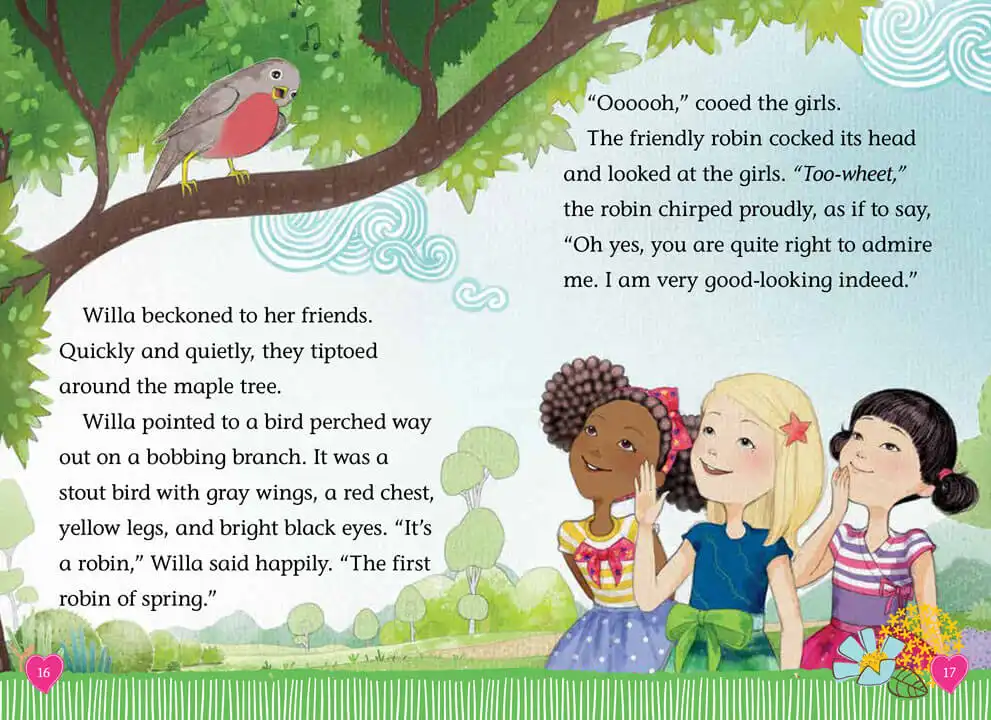 Willa beckoned to her friends.
Quickly and quietly, they tiptoed
around the maple tree.
Willa pointed to a bird perched way
out on a bobbing branch. It was a
stout bird with gray wings, a red chest,
yellow legs, and bright black eyes. “It’s
a robin,” Willa said happily. “The first
robin of spring.”
16
“Oooooh,” cooed the girls.
The friendly robin cocked its head
and looked at the girls. “Too-wheet,”
the robin chirped proudly, as if to say,
“Oh yes, you are quite right to admire
me. I am very good-looking indeed.”
17